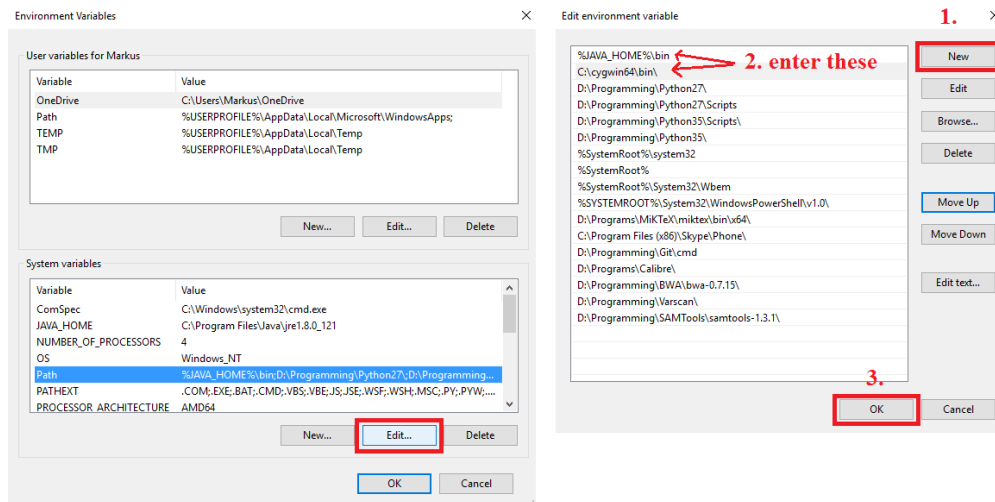 Environment Variables
User variables for Markus
Variable Value
OneDrive C:\Users\Markus\OneDrive
Path %USERPROFILE%\AppData\Local\Microsoft\WindowsApps;
TEMP %USERPROFILE%\AppData\Local\Temp
TMP %USERPROFILE%\AppData\Local\Temp
New... Edit... Delete
System variables
Variable Value
ComSpec C:\Windows\system32\cmd.exe
JAVA_HOME C:\Program Files\Java\jre1.8.0_121
NUMBER_OF_PROCESSORS 4
OS Windows_NT
Path %JAVA_HOME%\bin;D:\Programming\Python27\;D:\Programming...
PATHEXT .COM;.EXE;.BAT;.CMD;.VBS;.VBE;.JS;.JSE;.WSF;.WSH;.MSC;.PY;.PYW;....
PROCESSOR_ARCHITECTURE AMD64
New... Edit... Delete
OK Cancel
Edit environment variable
1.
%JAVA_HOME%\bin
2. enter these
C:\cygwin64\bin\
D:\Programming\Python27\
D:\Programming\Python27\Scripts
D:\Programming\Python35\Scripts\
D:\Programming\Python35\
%SystemRoot%\system32
%SystemRoot%
%SystemRoot%\System32\Wbem
%SYSTEMROOT%\System32\WindowsPowerShell\v1.0\
D:\Programs\MiKTeX\miktex\bin\x64\
C:\Program Files (x86)\Skype\Phone\
D:\Programming\Git\cmd
D:\Programs\Calibre\
D:\Programming\BWA\bwa-0.7.15\
D:\Programming\Varscan\
D:\Programming\SAMTools\samtools-1.3.1\
New
Edit
Browse...
Delete
Move Up
Move Down
Edit text...
3.
OK Cancel